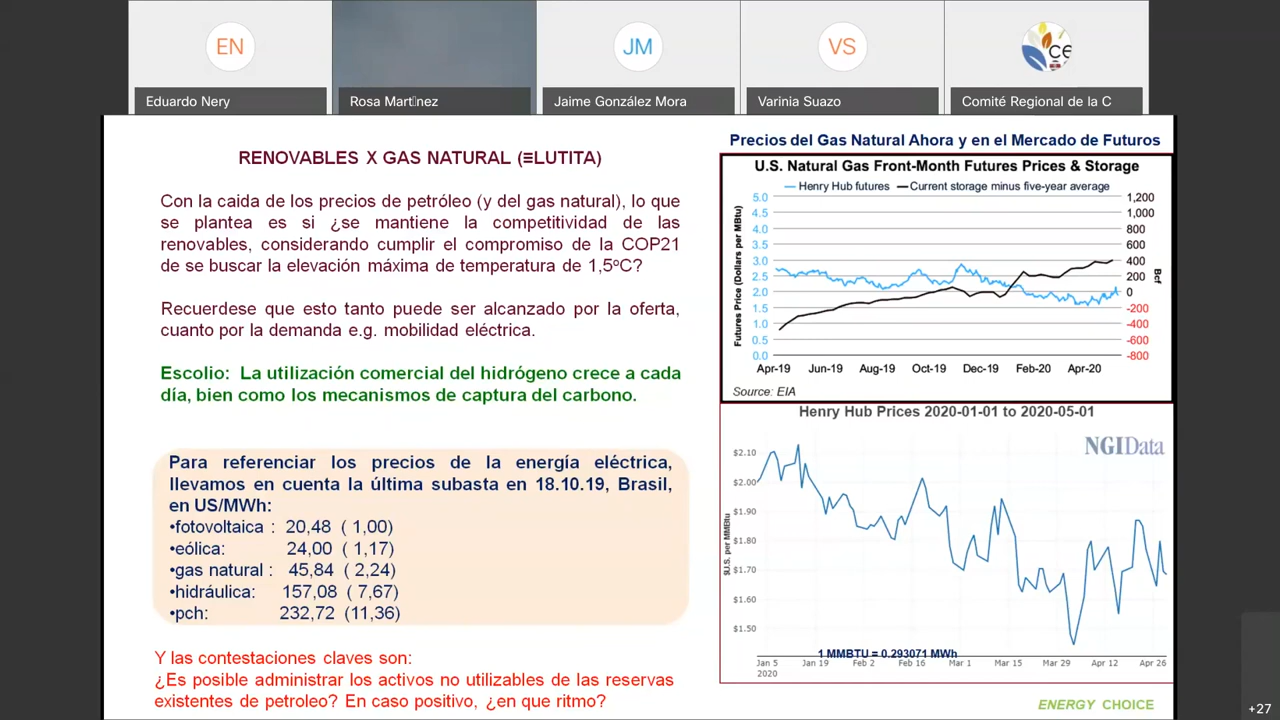 EN
JM
VS
CE
Eduardo Nery
Rosa Mart▯nez
Jaime González Mora
Varinia Suazo
Comité Regional de la C
RENOVABLES X GAS NATURAL (≡LUTITA)
Con la caida de los precios de petróleo (y del gas natural), lo que
se plantea es si ¿se mantiene la competitividad de las
renovables, considerando cumplir el compromiso de la COP21
de se buscar la elevación máxima de temperatura de 1,5ºC?
Recuerdese que esto tanto puede ser alcanzado por la oferta,
cuanto por la demanda e.g. mobilidad eléctrica.
Escolio: La utilización comercial del hidrógeno crece a cada
día, bien como los mecanismos de captura del carbono.
Para referenciar los precios de la energía eléctrica,
llevamos en cuenta la última subasta en 18.10.19, Brasil,
en US/MWh:
•fotovoltaica : 20,48 ( 1,00)
•eólica: 24,00 ( 1,17)
•gas natural : 45,84 ( 2,24)
•hidráulica: 157,08 ( 7,67)
•pch: 232,72 (11,36)
Y las contestaciones claves son:
¿Es posible administrar los activos no utilizables de las reservas
existentes de petroleo? En caso positivo, ¿en que ritmo?
Precios del Gas Natural Ahora y en el Mercado de Futuros
U.S. Natural Gas Front-Month Futures Prices & Storage
Henry Hub futures Current storage minus five-year average
Futures Price (Dollars per MBtu)
5.0 1,200
4.5 1,000
4.0 800
3.5 600
3.0 400
2.5 200
2.0 0
1.5 -200
1.0 -400
0.5 -600
0.0 -800
Bcf
Apr-19 Jun-19 Aug-19 Oct-19 Dec-19 Feb-20 Apr-20
Source: EIA
Henry Hub Prices 2020-01-01 to 2020-05-01
NGIData
$U.S. per MMBtu
$2.10
$2.00
$1.90
$1.80
$1.70
$1.60
$1.50
1 MMBTU = 0.293071 MWh
Jan 5 Jan 19 Feb 2 Feb 16 Mar 1 Mar 15 Mar 29 Apr 12 Apr 26
2020
ENERGY CHOICE
+27